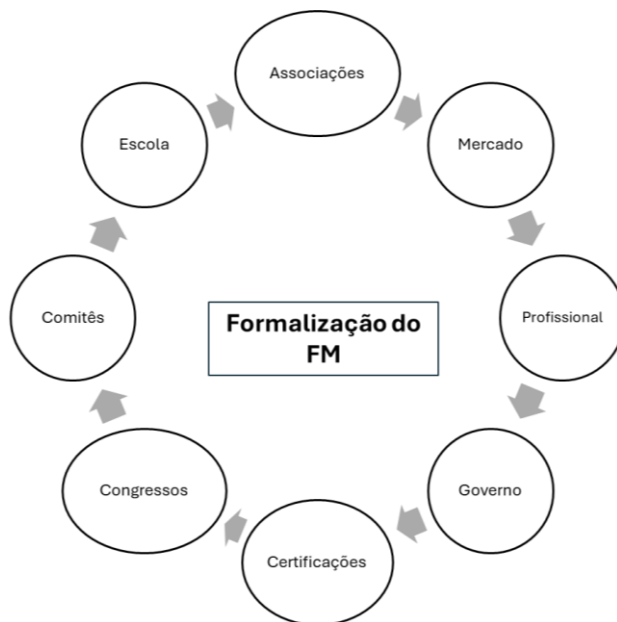 Associações
Escola
Mercado
Comitês
Formalização do
FM
Profissional
Congressos
Governo
Certificações